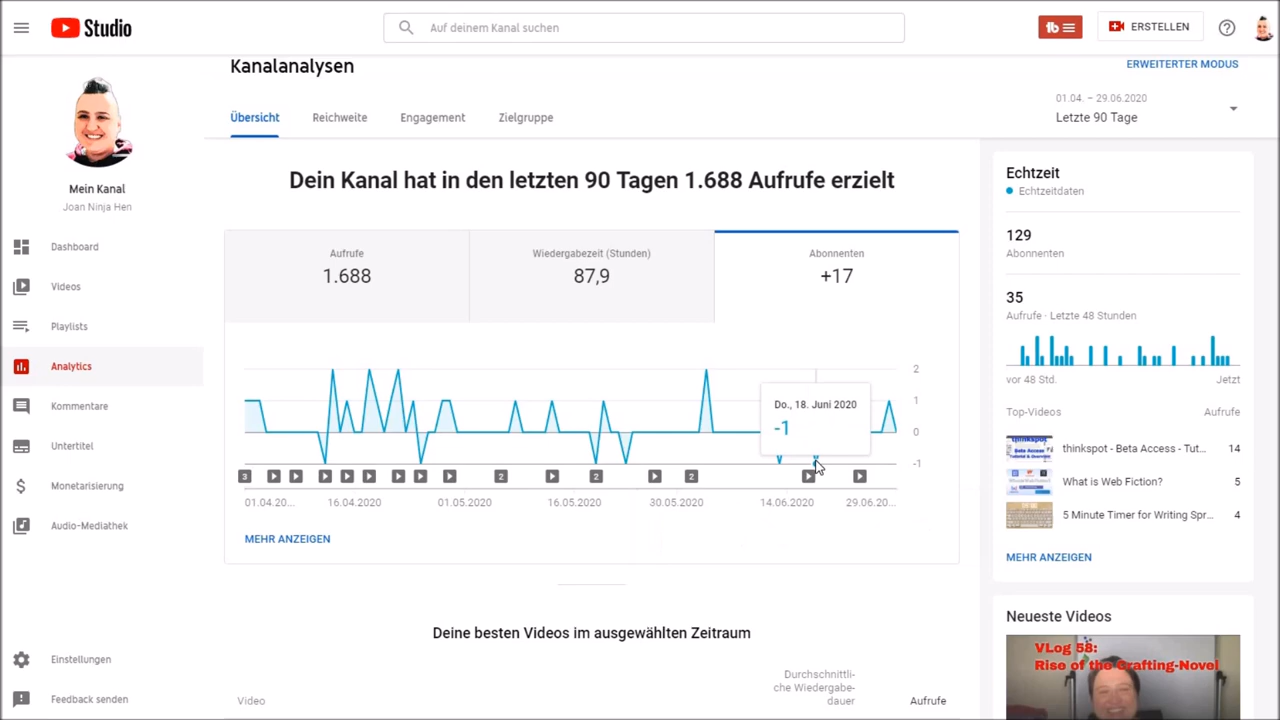 Studio
Auf deinem Kanal suchen
tb
ERSTELLEN
Kanalanalysen
ERWEITERTER MODUS
01.04. – 29.06.2020
Letzte 90 Tage
Übersicht
Reichweite
Engagement
Zielgruppe
Mein Kanal
Joan Ninja Hen
Dashboard
Videos
Playlists
Analytics
Kommentare
Untertitel
Monetarisierung
Audio-Mediathek
Einstellungen
Feedback senden
Dein Kanal hat in den letzten 90 Tagen 1.688 Aufrufe erzielt
Aufrufe
1.688
Wiedergabezeit (Stunden)
87,9
Abonnenten
+17
2
1
0
-1
Do., 18. Juni 2020
-1
3
2
2
2
01.04.20...
16.04.2020
01.05.2020
16.05.2020
30.05.2020
14.06.2020
29.06.20...
MEHR ANZEIGEN
Deine besten Videos im ausgewählten Zeitraum
Video
Durchschnittli-
che Wiedergabe-
dauer
Aufrufe
Echtzeit
Echtzeitdaten
129
Abonnenten
35
Aufrufe · Letzte 48 Stunden
vor 48 Std.
Jetzt
Top-Videos
Aufrufe
thinkspot
Beta Access
thinkspot - Beta Access - Tut...
14
What is Web Fiction?
5
5 Minute Timer for Writing Spr...
4
MEHR ANZEIGEN
Neueste Videos
VLog 58:
Rise of the Crafting-Novel